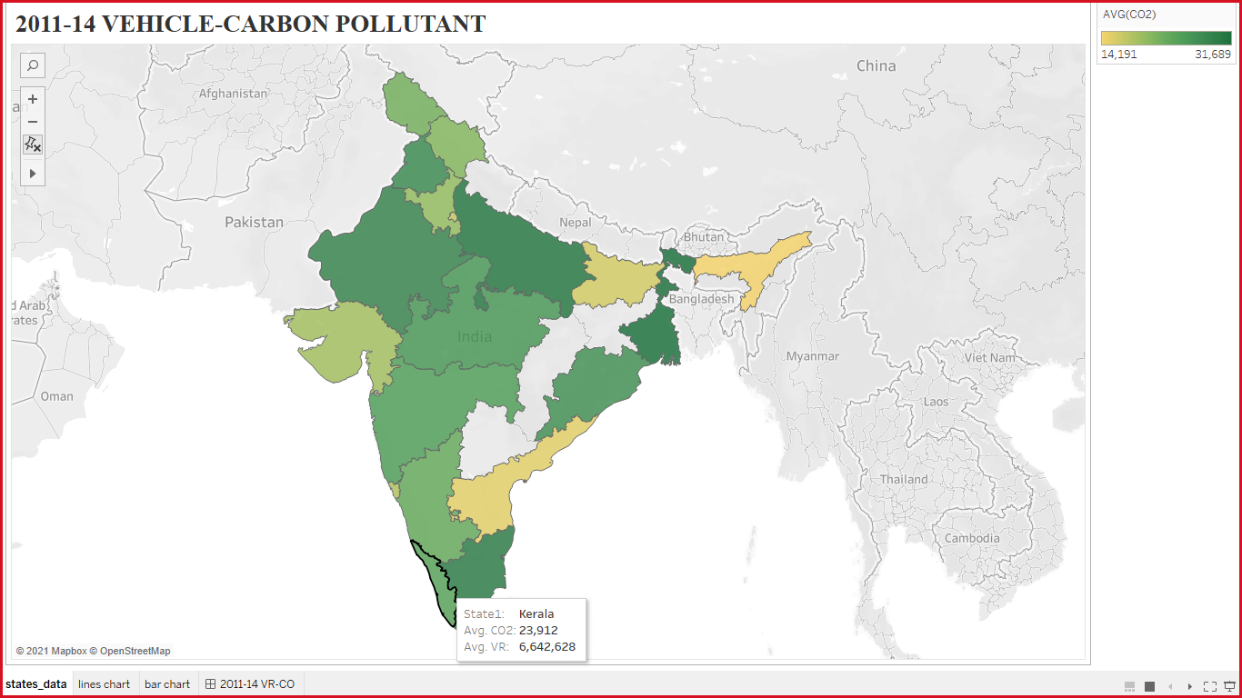 2011-14 VEHICLE-CARBON POLLUTANT
AVG(CO2)
14,191 31,689
China
Afghanistan
Pakistan
Nepal
Bhutan
Bangladesh
d Arab
rates
India
Oman
Myanmar
Viet Nam
Laos
Thailand
Cambodia
State1: Kerala
Avg. CO2: 23,912
Avg. VR: 6,642,628
© 2021 Mapbox © OpenStreetMap
states_data lines chart bar chart 2011-14 VR-CO